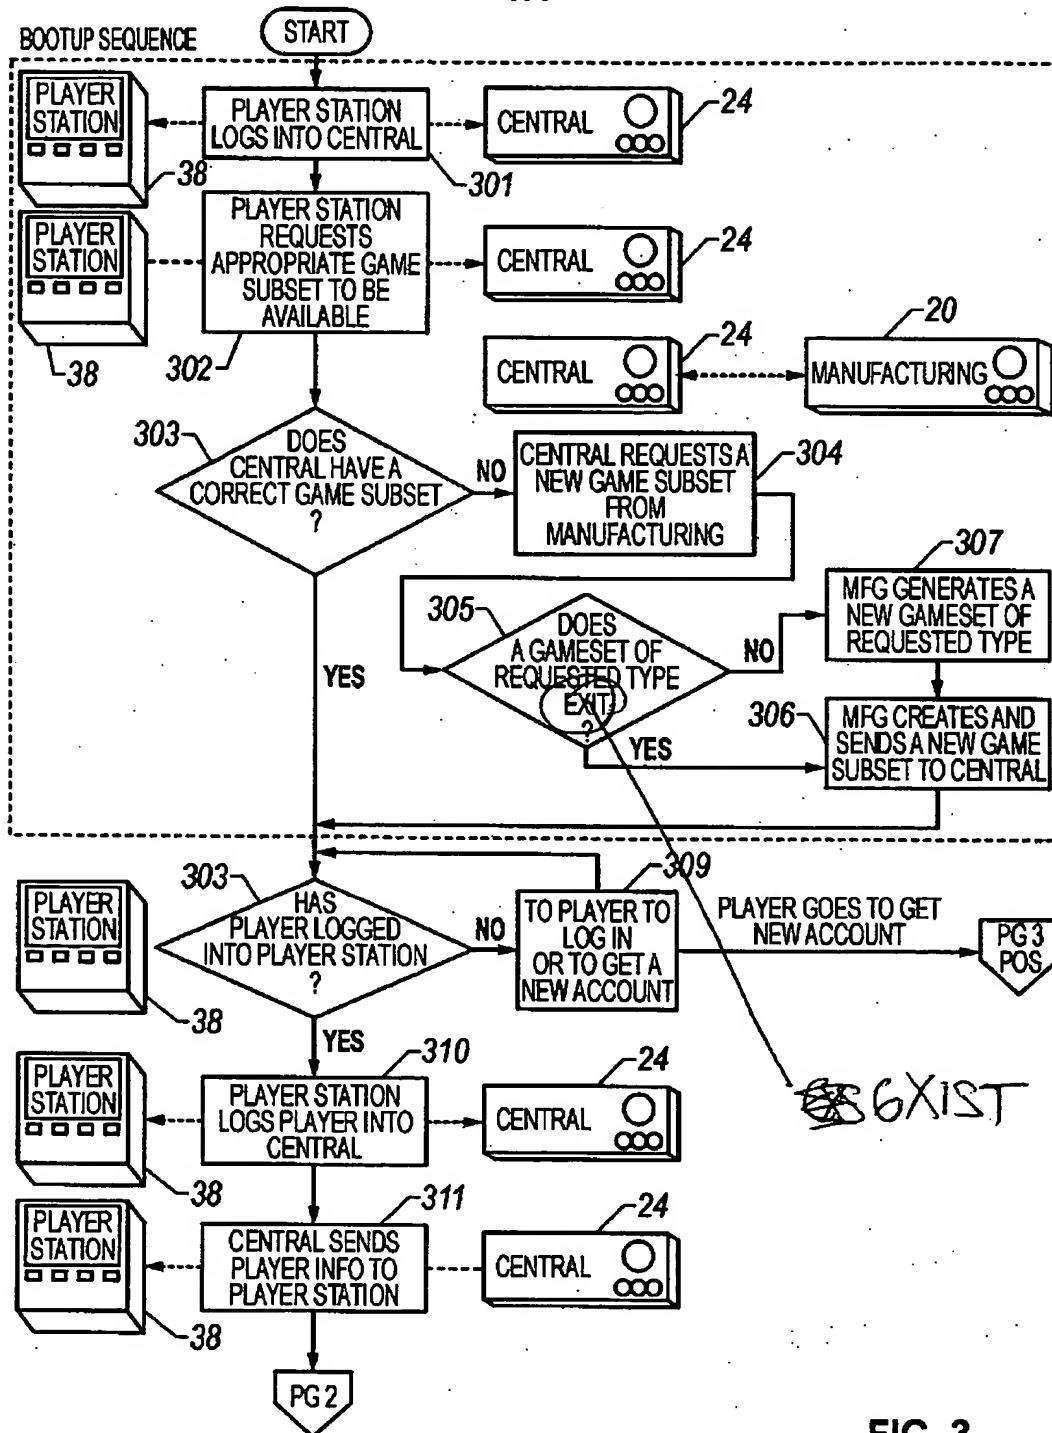 START
BOOTUP SEQUENCE
PLAYER
STATION
38
PLAYER STATION
LOGS INTO CENTRAL
301
CENTRAL
24
PLAYER
STATION
38
PLAYER STATION
REQUESTS
APPROPRIATE GAME
SUBSET TO BE
AVAILABLE
302
CENTRAL
24
CENTRAL
24
MANUFACTURING
20
303
DOES
CENTRAL HAVE A
CORRECT GAME SUBSET
?
NO
YES
CENTRAL REQUESTS A
NEW GAME SUBSET
FROM
MANUFACTURING
304
305
DOES
A GAMESET OF
REQUESTED TYPE
EXIT
?
NO
YES
307
MFG GENERATES A
NEW GAMESET OF
REQUESTED TYPE
306
MFG CREATES AND
SENDS A NEW GAME
SUBSET TO CENTRAL
PLAYER
STATION
38
303
HAS
PLAYER LOGGED
INTO PLAYER STATION
?
NO
YES
309
TO PLAYER TO
LOG IN
OR TO GET A
NEW ACCOUNT
PLAYER GOES TO GET
NEW ACCOUNT
PG 3
POS
EXIST
PLAYER
STATION
38
310
PLAYER STATION
LOGS PLAYER INTO
CENTRAL
CENTRAL
24
PLAYER
STATION
38
311
CENTRAL SENDS
PLAYER INFO TO
PLAYER STATION
CENTRAL
24
PG 2